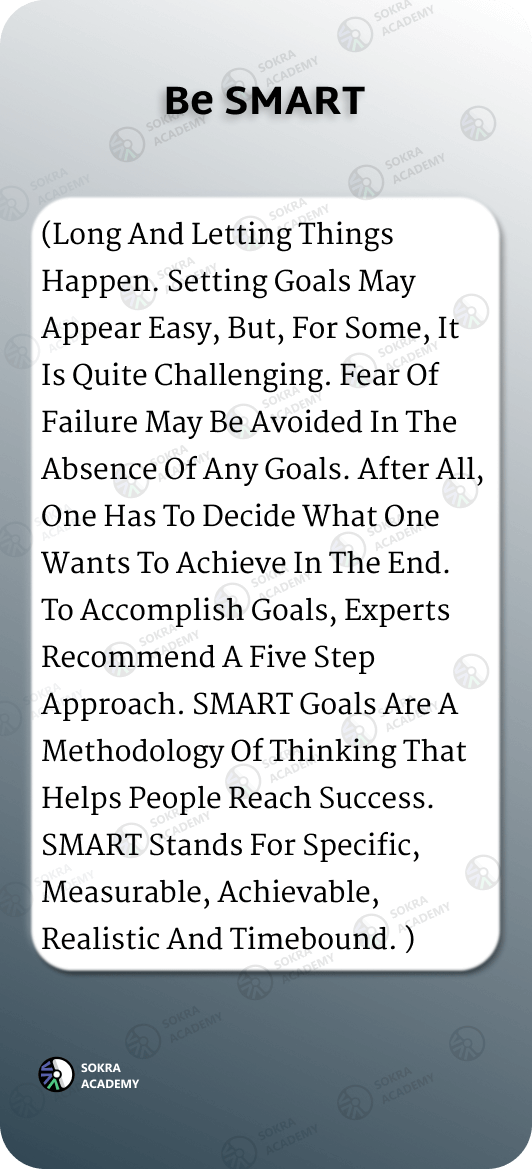 Be SMART
(Long And Letting Things
Happen. Setting Goals May
Appear Easy, But, For Some, It
Is Quite Challenging. Fear Of
Failure May Be Avoided In The
Absence Of Any Goals. After All,
One Has To Decide What One
Wants To Achieve In The End.
To Accomplish Goals, Experts
Recommend A Five Step
Approach. SMART Goals Are A
Methodology Of Thinking That
Helps People Reach Success.
SMART Stands For Specific,
Measurable, Achievable,
Realistic And Timebound. )
SOKRA
ACADEMY